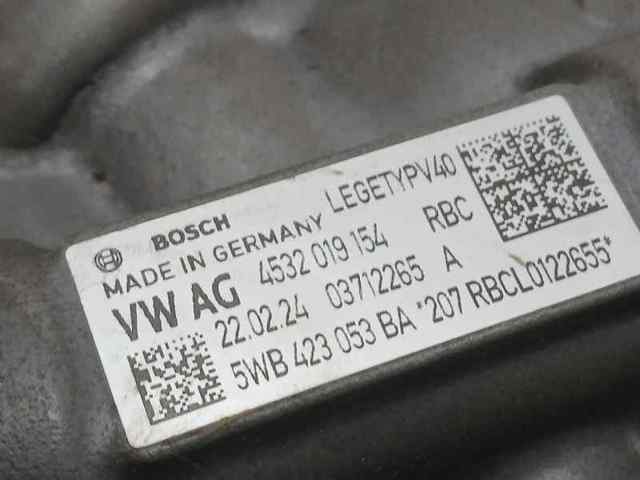 BOSCH LEGETYPV40
MADE IN GERMANY RBC
VW AG 4532 019 154
22.02.24 03712265 A
5WB 423 053 BA *207 RBCL0122655*